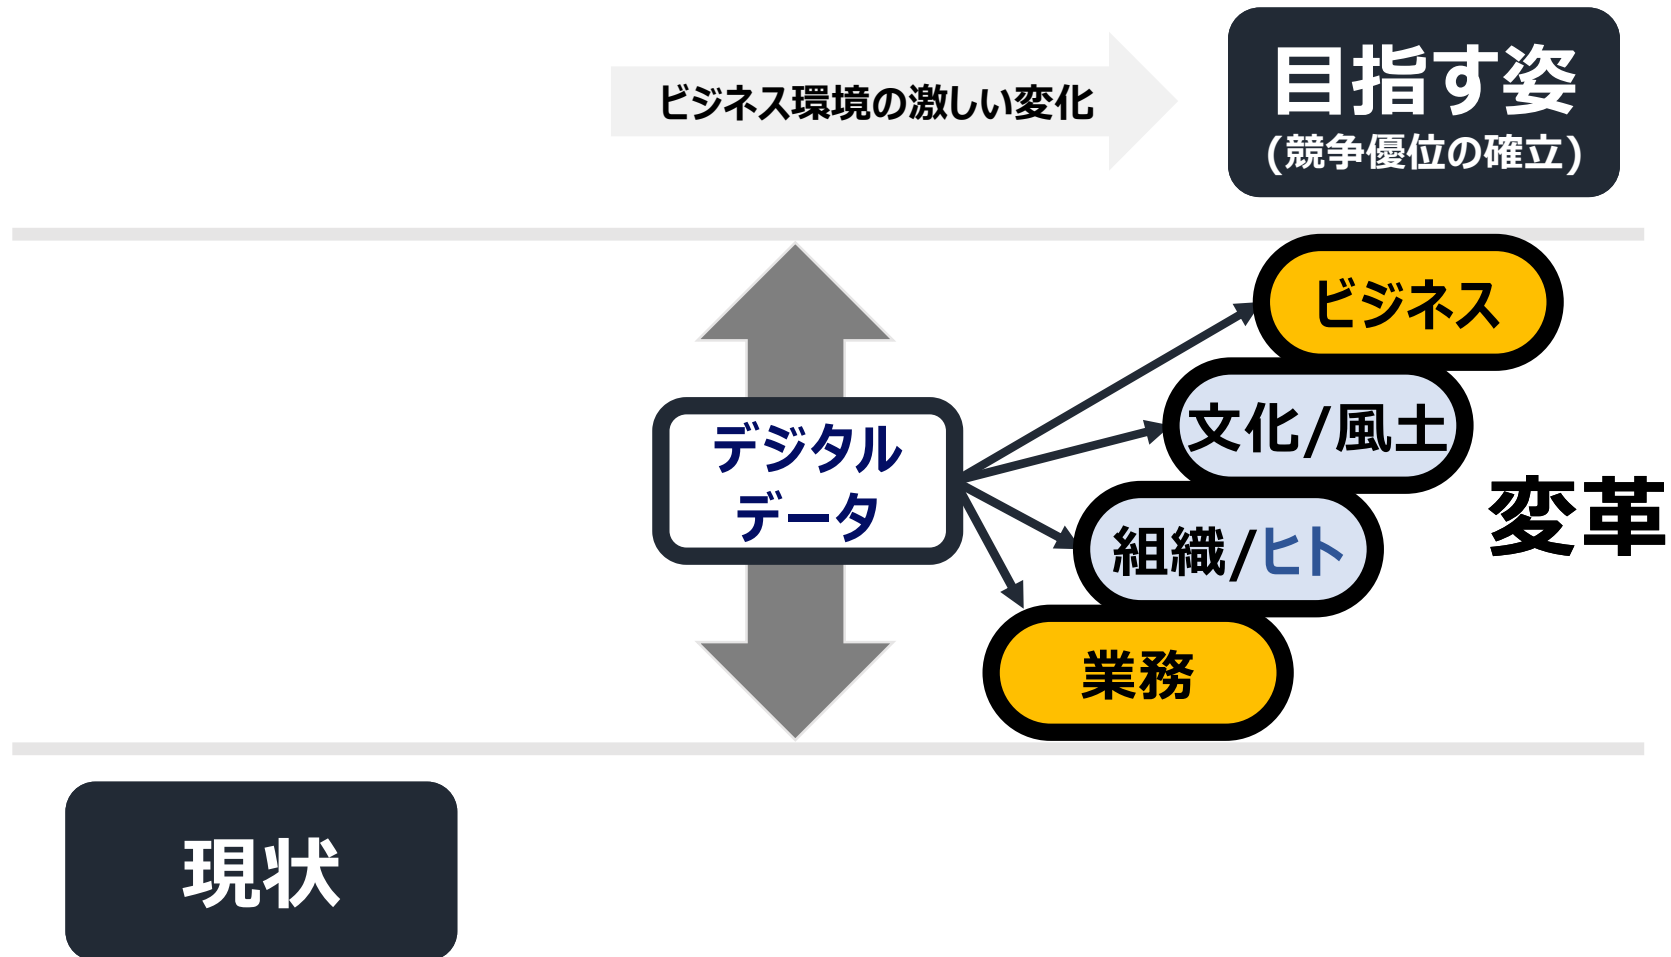 ビジネス環境の激しい変化
目指す姿
(競争優位の確立)
ビジネス
文化/風土
デジタル
データ
組織/ヒト
変革
業務
現状